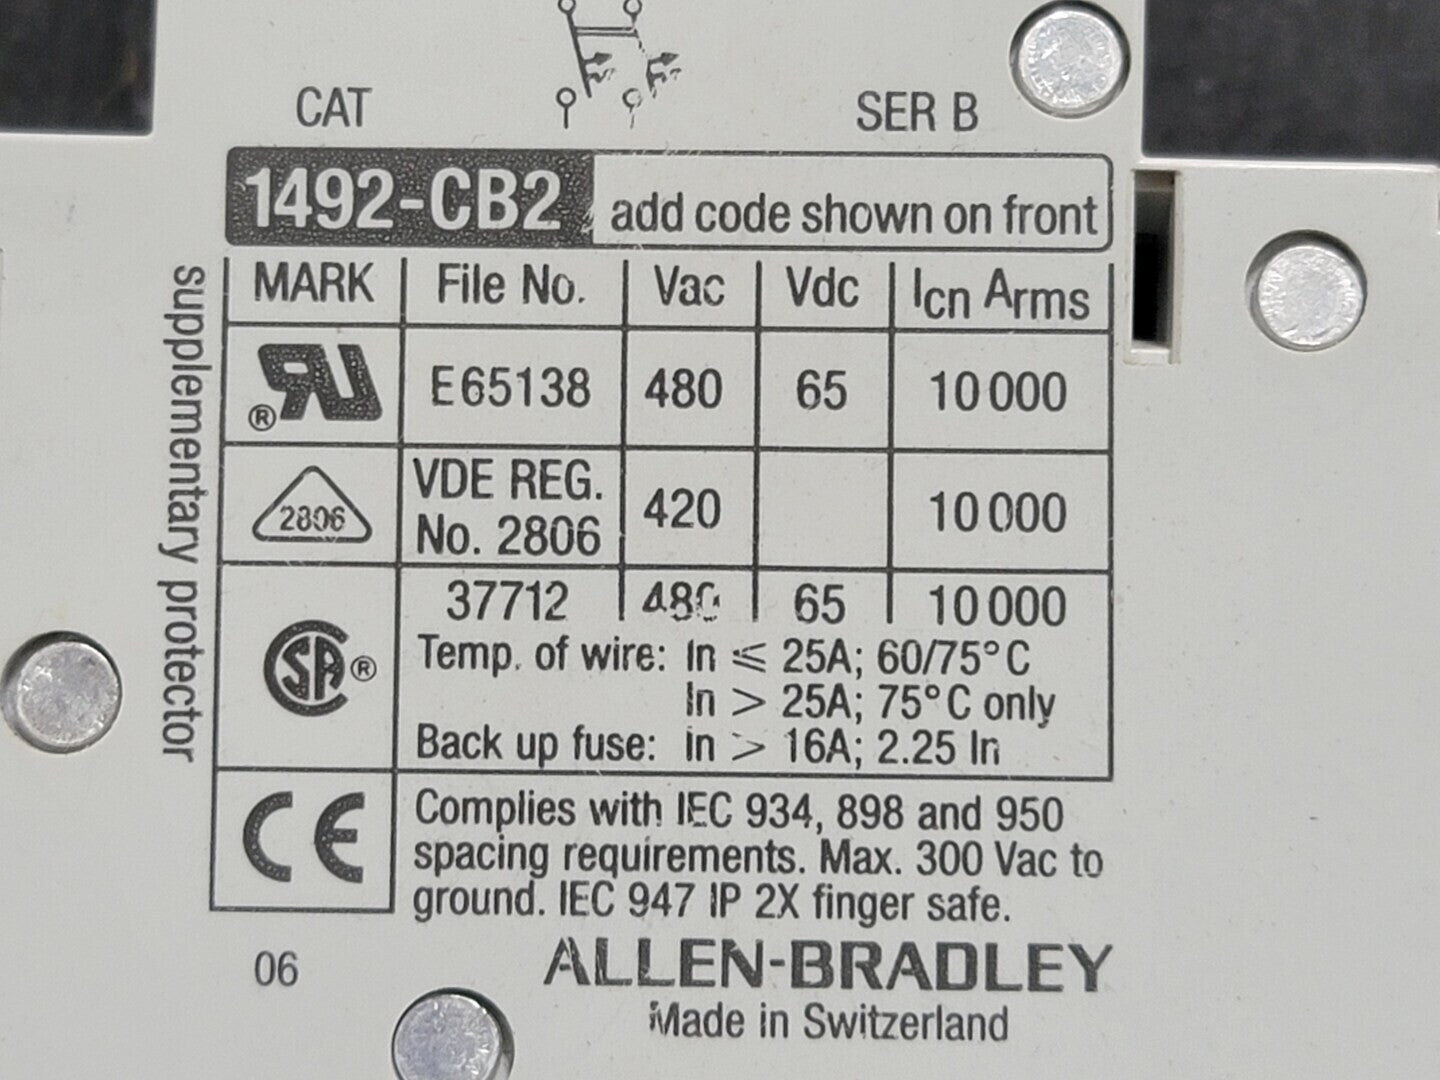 CAT
SER B
1492-CB2 add code shown on front
MARK File No. Vac Vdc Icn Arms
RU® E65138 480 65 10 000
2806 VDE REG. No. 2806 420 10 000
37712 480 65 10 000
SA® Temp. of wire: In ≤ 25A; 60/75°C
In > 25A; 75°C only
Back up fuse: in > 16A; 2.25 In
CE Complies with IEC 934, 898 and 950
spacing requirements. Max. 300 Vac to
ground. IEC 947 IP 2X finger safe.
supplementary protector
06
ALLEN-BRADLEY
Made in Switzerland